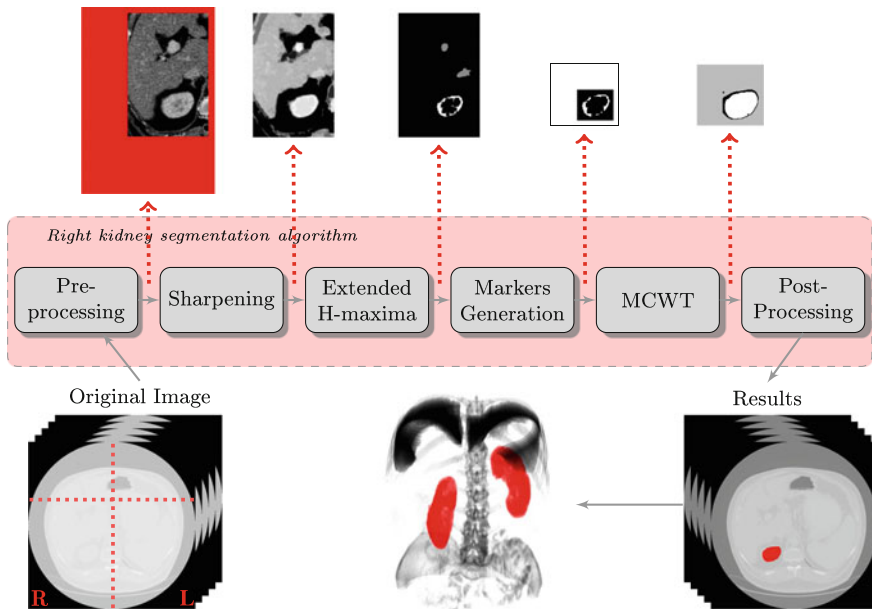 Right kidney segmentation algorithm
Pre-
processing
Sharpening
Extended
H-maxima
Markers
Generation
MCWT
Post-
Processing
Original Image
Results
R
L